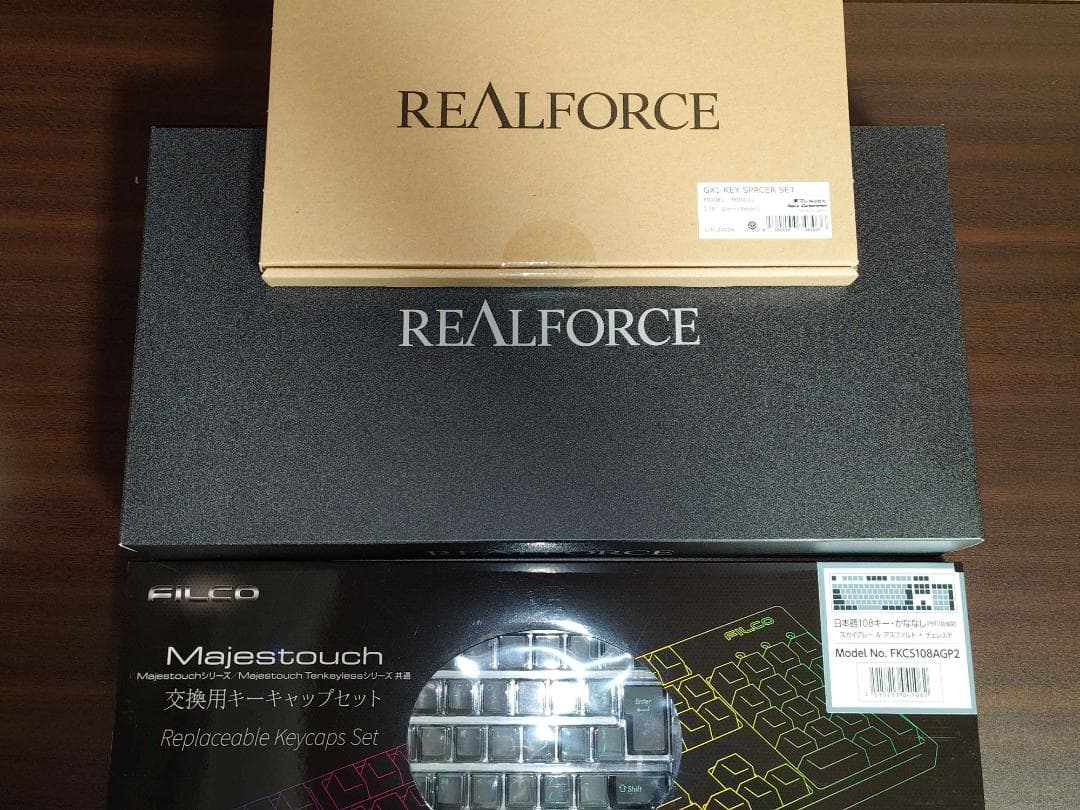 REALFORCE
GX1 KEY SPACER SET
MODEL
REALFORCE
REALFORCE
FILCO
Majestouch
Majestouchシリーズ／Majestouch Tenkeylessシリーズ 共通
交換用キーキャップセット
Replaceable Keycaps Set
Enter
Shift
FILCO
日本語108キー・かななし
スカイグレー & アスファルト + チェレステ
Model No. FKCS108AGP2